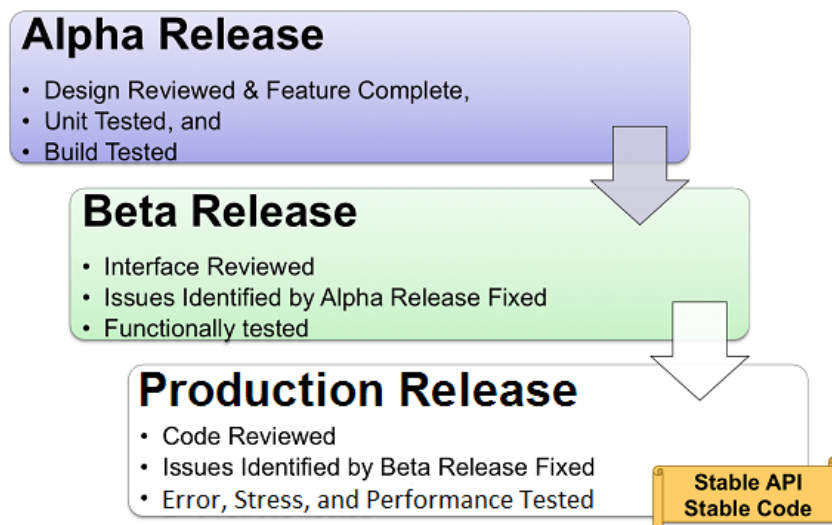 Alpha Release
• Design Reviewed & Feature Complete,
• Unit Tested, and
• Build Tested
Beta Release
• Interface Reviewed
• Issues Identified by Alpha Release Fixed
• Functionally tested
Production Release
• Code Reviewed
• Issues Identified by Beta Release Fixed
• Error, Stress, and Performance Tested
Stable API
Stable Code